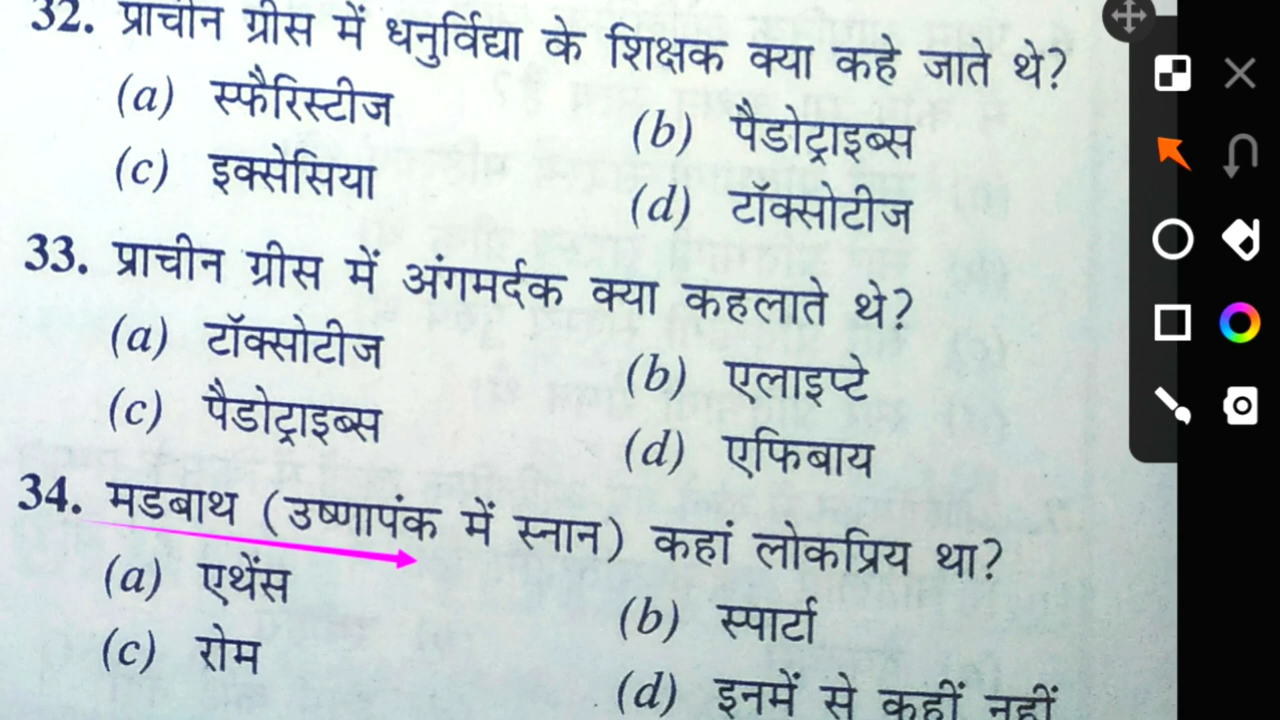 32. प्राचीन ग्रीस में धनुर्विद्या के शिक्षक क्या कहे जाते थे?
(a) स्फैरिस्टीज
(b) पैडोट्राइब्स
(c) इक्सेसिया
(d) टॉक्सोटीज
33. प्राचीन ग्रीस में अंगमर्दक क्या कहलाते थे?
(a) टॉक्सोटीज
(b) एलाइप्टे
(c) पैडोट्राइब्स
(d) एफिबाय
34. मडबाथ (उष्णापंक में स्नान) कहां लोकप्रिय था?
(a) एथेंस
(b) स्पार्टा
(c) रोम
(d) इनमें से कहीं नहीं